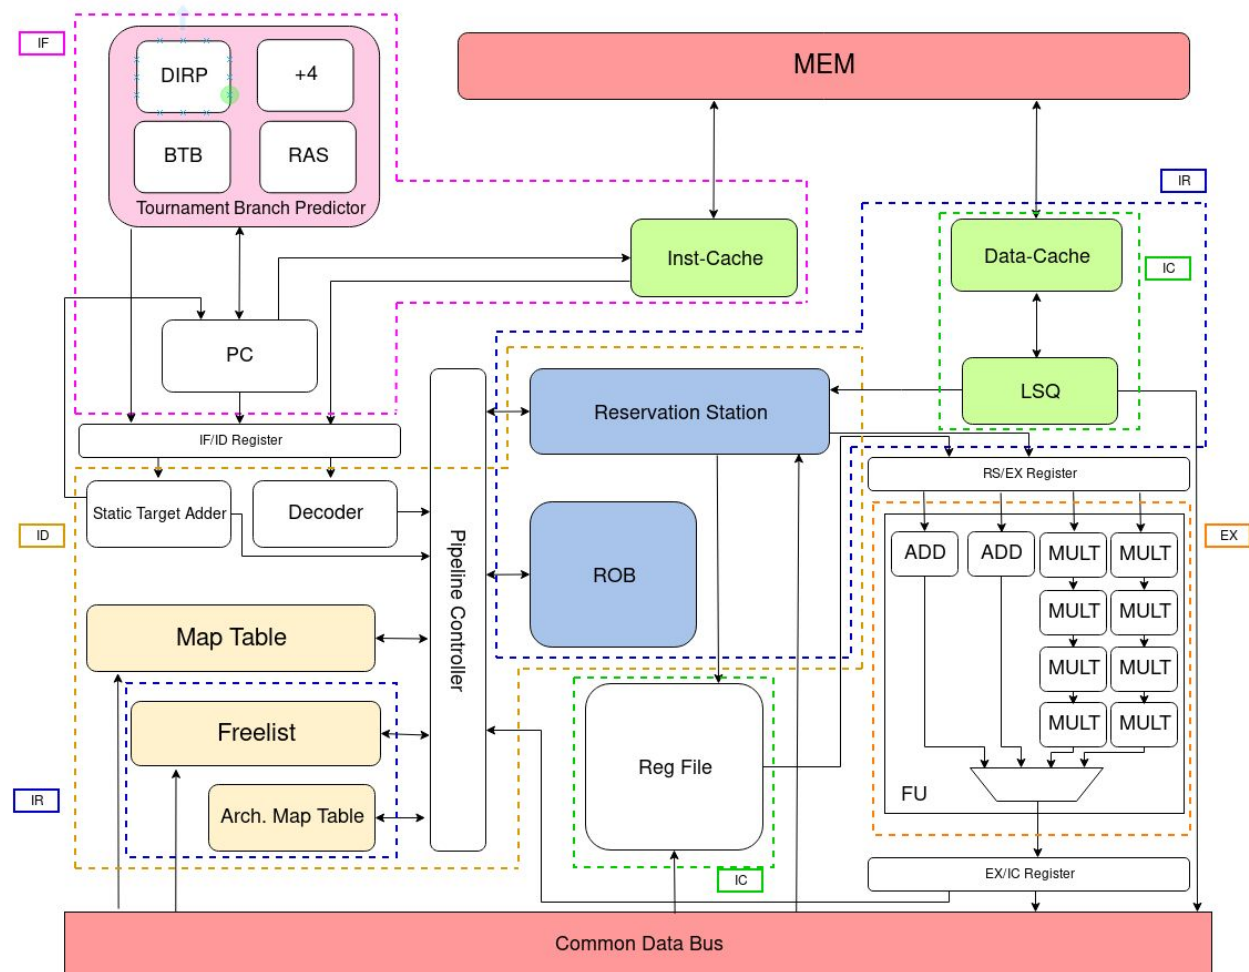 IF
DIRP
+4
BTB
RAS
Tournament Branch Predictor
MEM
IR
Inst-Cache
Data-Cache
IC
PC
LSQ
Reservation Station
IF/ID Register
RS/EX Register
Static Target Adder
Decoder
ID
Pipeline Controller
ROB
EX
ADD
ADD
MULT
MULT
MULT
MULT
MULT
MULT
MULT
MULT
Map Table
Freelist
Reg File
IR
Arch. Map Table
FU
IC
EX/IC Register
Common Data Bus